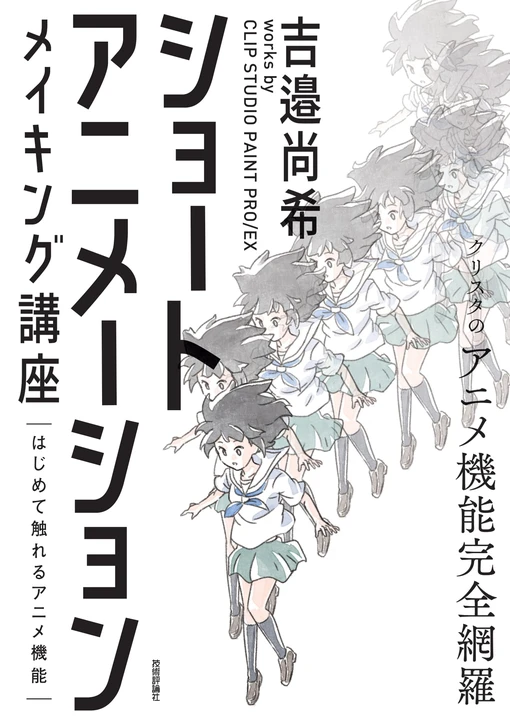 吉邉尚希
works by
CLIP STUDIO PAINT PRO/EX
ショート
アニメーション
メイキング講座
はじめて触れるアニメ機能
クリスタのアニメ機能完全網羅
技術評論社